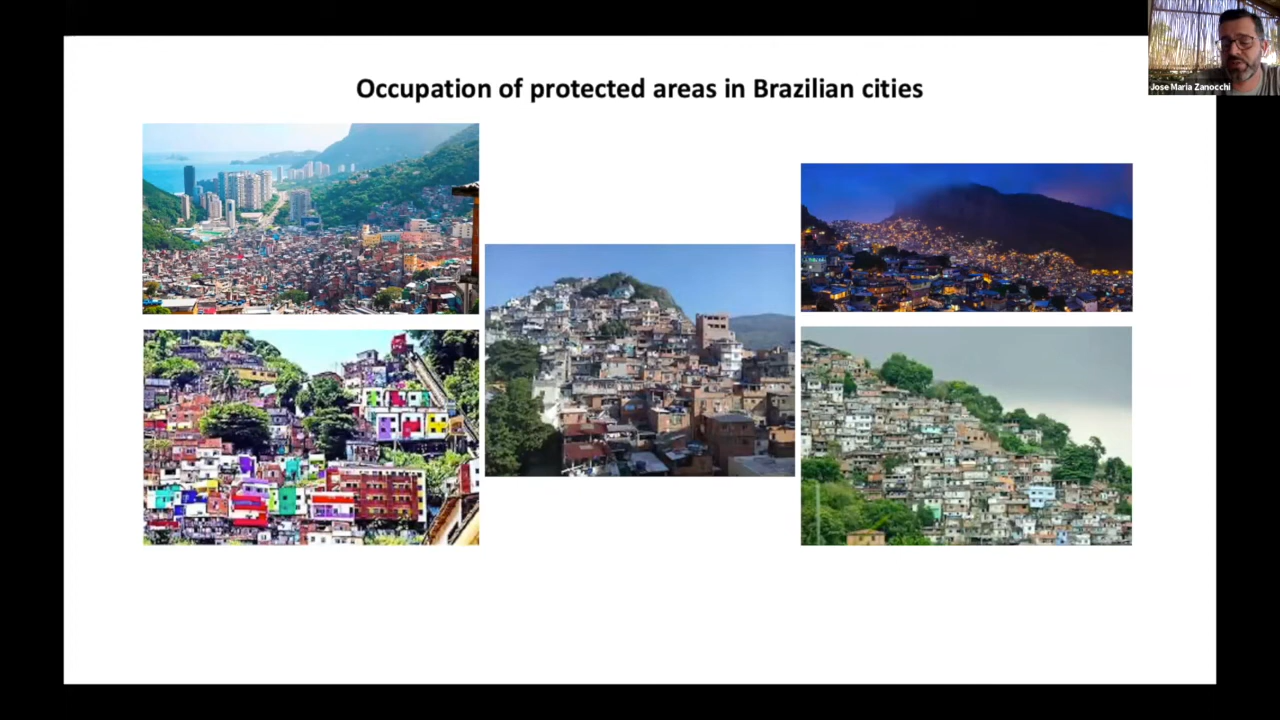 Occupation of protected areas in Brazilian cities
Jose Maria Zanocchi